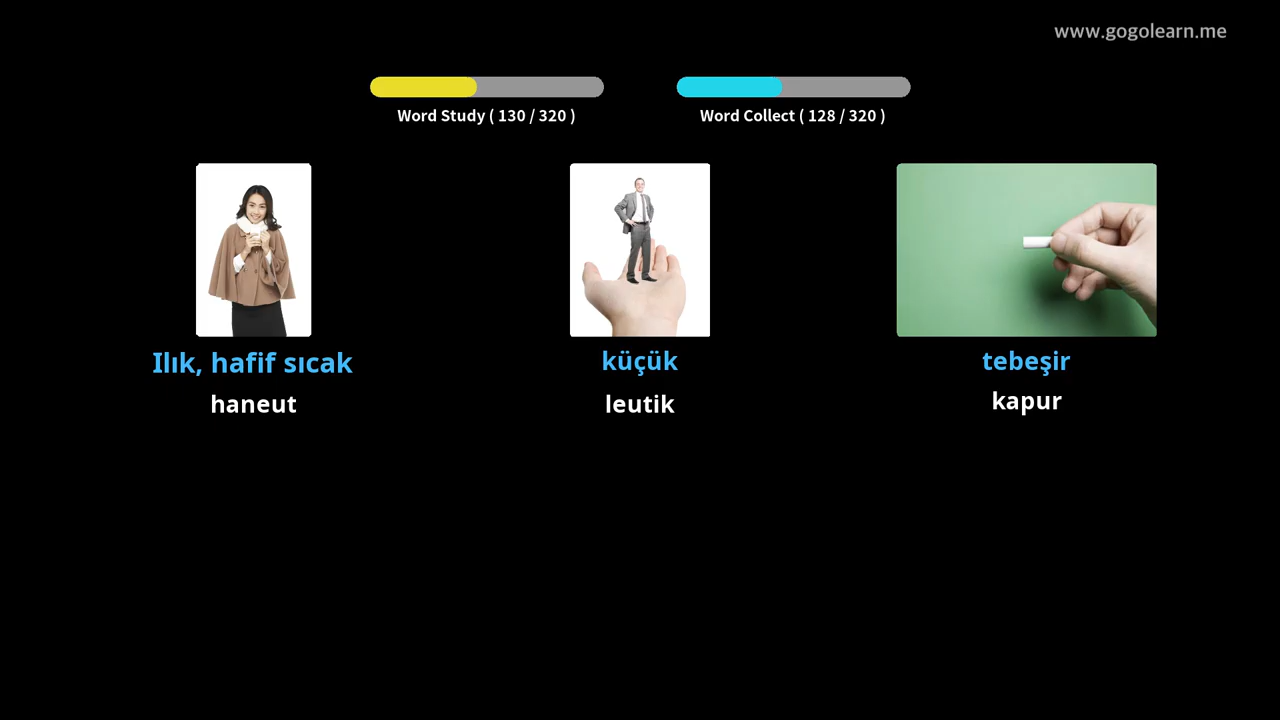 www.gogolearn.me
Word Study ( 130 / 320 )
Word Collect ( 128 / 320 )
Ilık, hafif sıcak
haneut
küçük
leutik
tebeşir
kapur